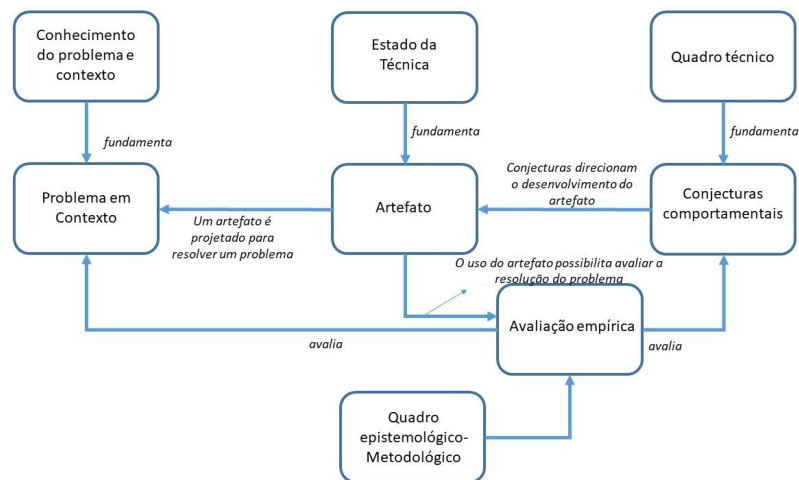 Conhecimento
do problema e
contexto
Estado da
Técnica
Quadro técnico
fundamenta
fundamenta
fundamenta
Problema em
Contexto
Um artefato é
projetado para
resolver um problema
Artefato
Conjecturas direcionam
o desenvolvimento do
artefato
Conjecturas
comportamentais
O uso do artefato possibilita avaliar a
resolução do problema
Avaliação empírica
avalia
avalia
Quadro
epistemológico-
Metodológico